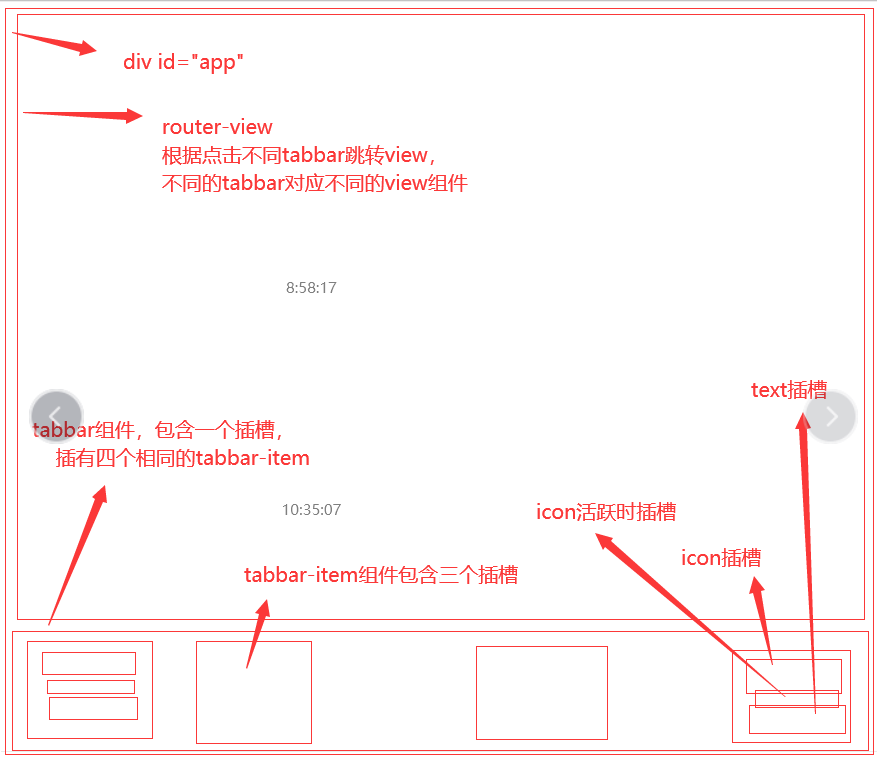 div id="app"
router-view
根据点击不同tabbar跳转view，
不同的tabbar对应不同的view组件
8:58:17
text插槽
tabbar组件，包含一个插槽，
插有四个相同的tabbar-item
10:35:07
icon活跃时插槽
icon插槽
tabbar-item组件包含三个插槽